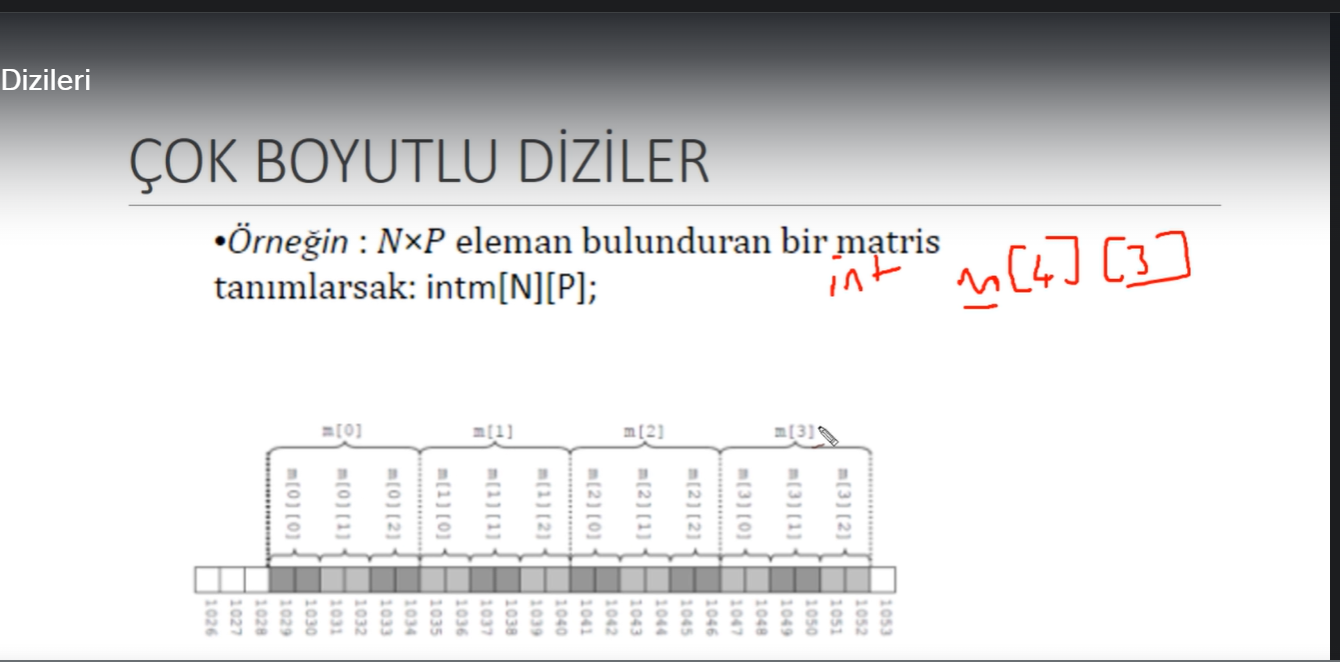 Dizileri
ÇOK BOYUTLU DİZİLER
•Örneğin : N×P eleman bulunduran bir matris
tanımlarsak: intm[N][P];
int m[4][3]
m[0] m[1] m[2] m[3]
m[0][0] m[0][1] m[0][2] m[1][0] m[1][1] m[1][2] m[2][0] m[2][1] m[2][2] m[3][0] m[3][1] m[3][2]
1026 1027 1028 1029 1030 1031 1032 1033 1034 1035 1036 1037 1038 1039 1040 1041 1042 1043 1044 1045 1046 1047 1048 1049 1050 1051 1052 1053